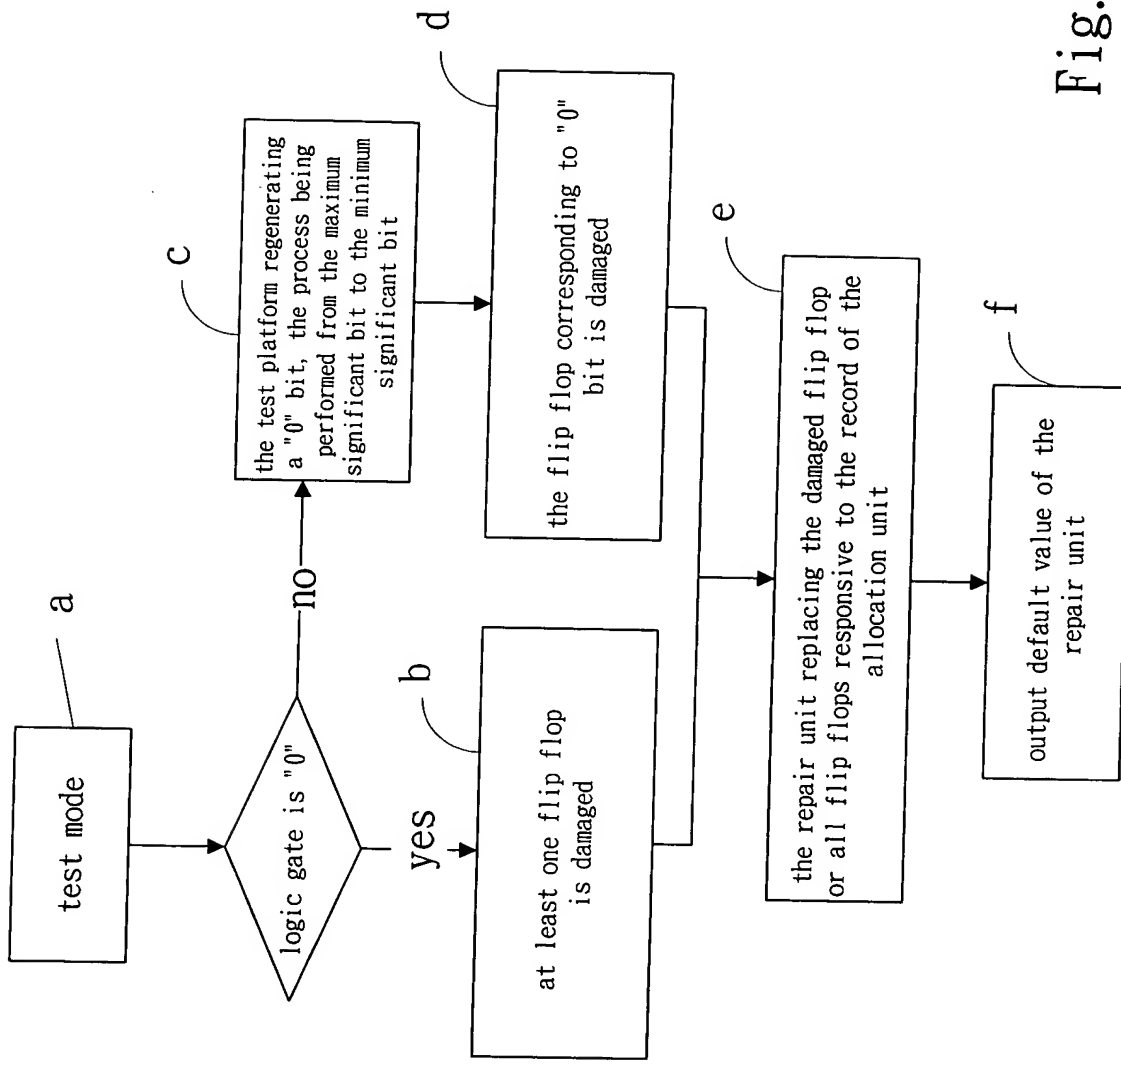 a
test mode
logic gate is "0"
no
yes
c
the test platform regenerating
a "0" bit, the process being
performed from the maximum
significant bit to the minimum
significant bit
b
at least one flip flop
is damaged
d
the flip flop corresponding to "0"
bit is damaged
e
the repair unit replacing the damaged flip flop
or all flip flops responsive to the record of the
allocation unit
f
output default value of the
repair unit
Fig.